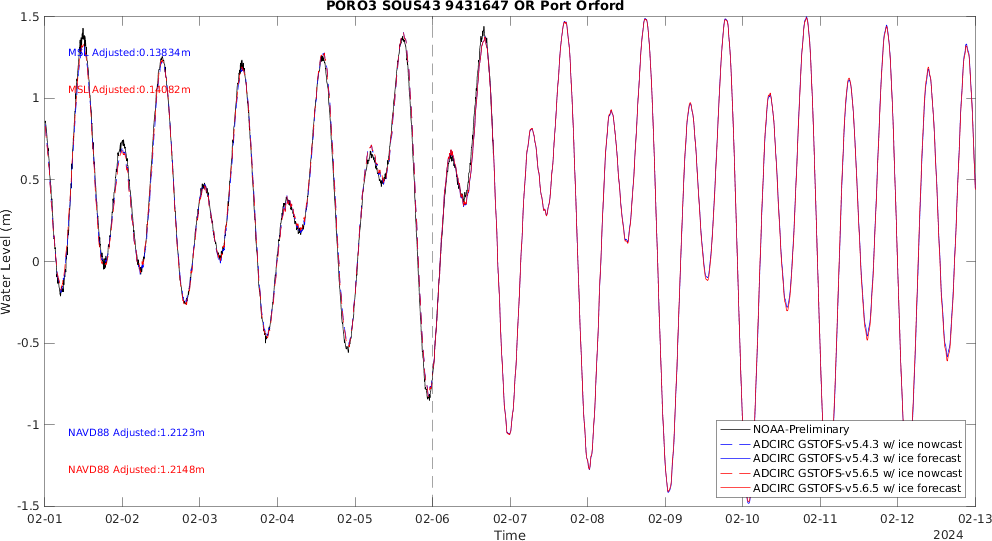 PORO3 SOUS43 9431647 OR Port Orford
1.5
1
0.5
0
-0.5
-1
-1.5
Water Level (m)
MSL Adjusted:0.13834m
MSL Adjusted:0.14082m
NAVD88 Adjusted:1.2123m
NAVD88 Adjusted:1.2148m
NOAA-Preliminary
ADCIRC GSTOFS-v5.4.3 w/ ice nowcast
ADCIRC GSTOFS-v5.4.3 w/ ice forecast
ADCIRC GSTOFS-v5.6.5 w/ ice nowcast
ADCIRC GSTOFS-v5.6.5 w/ ice forecast
02-01 02-02 02-03 02-04 02-05 02-06 02-07 02-08 02-09 02-10 02-11 02-12 02-13
Time
2024